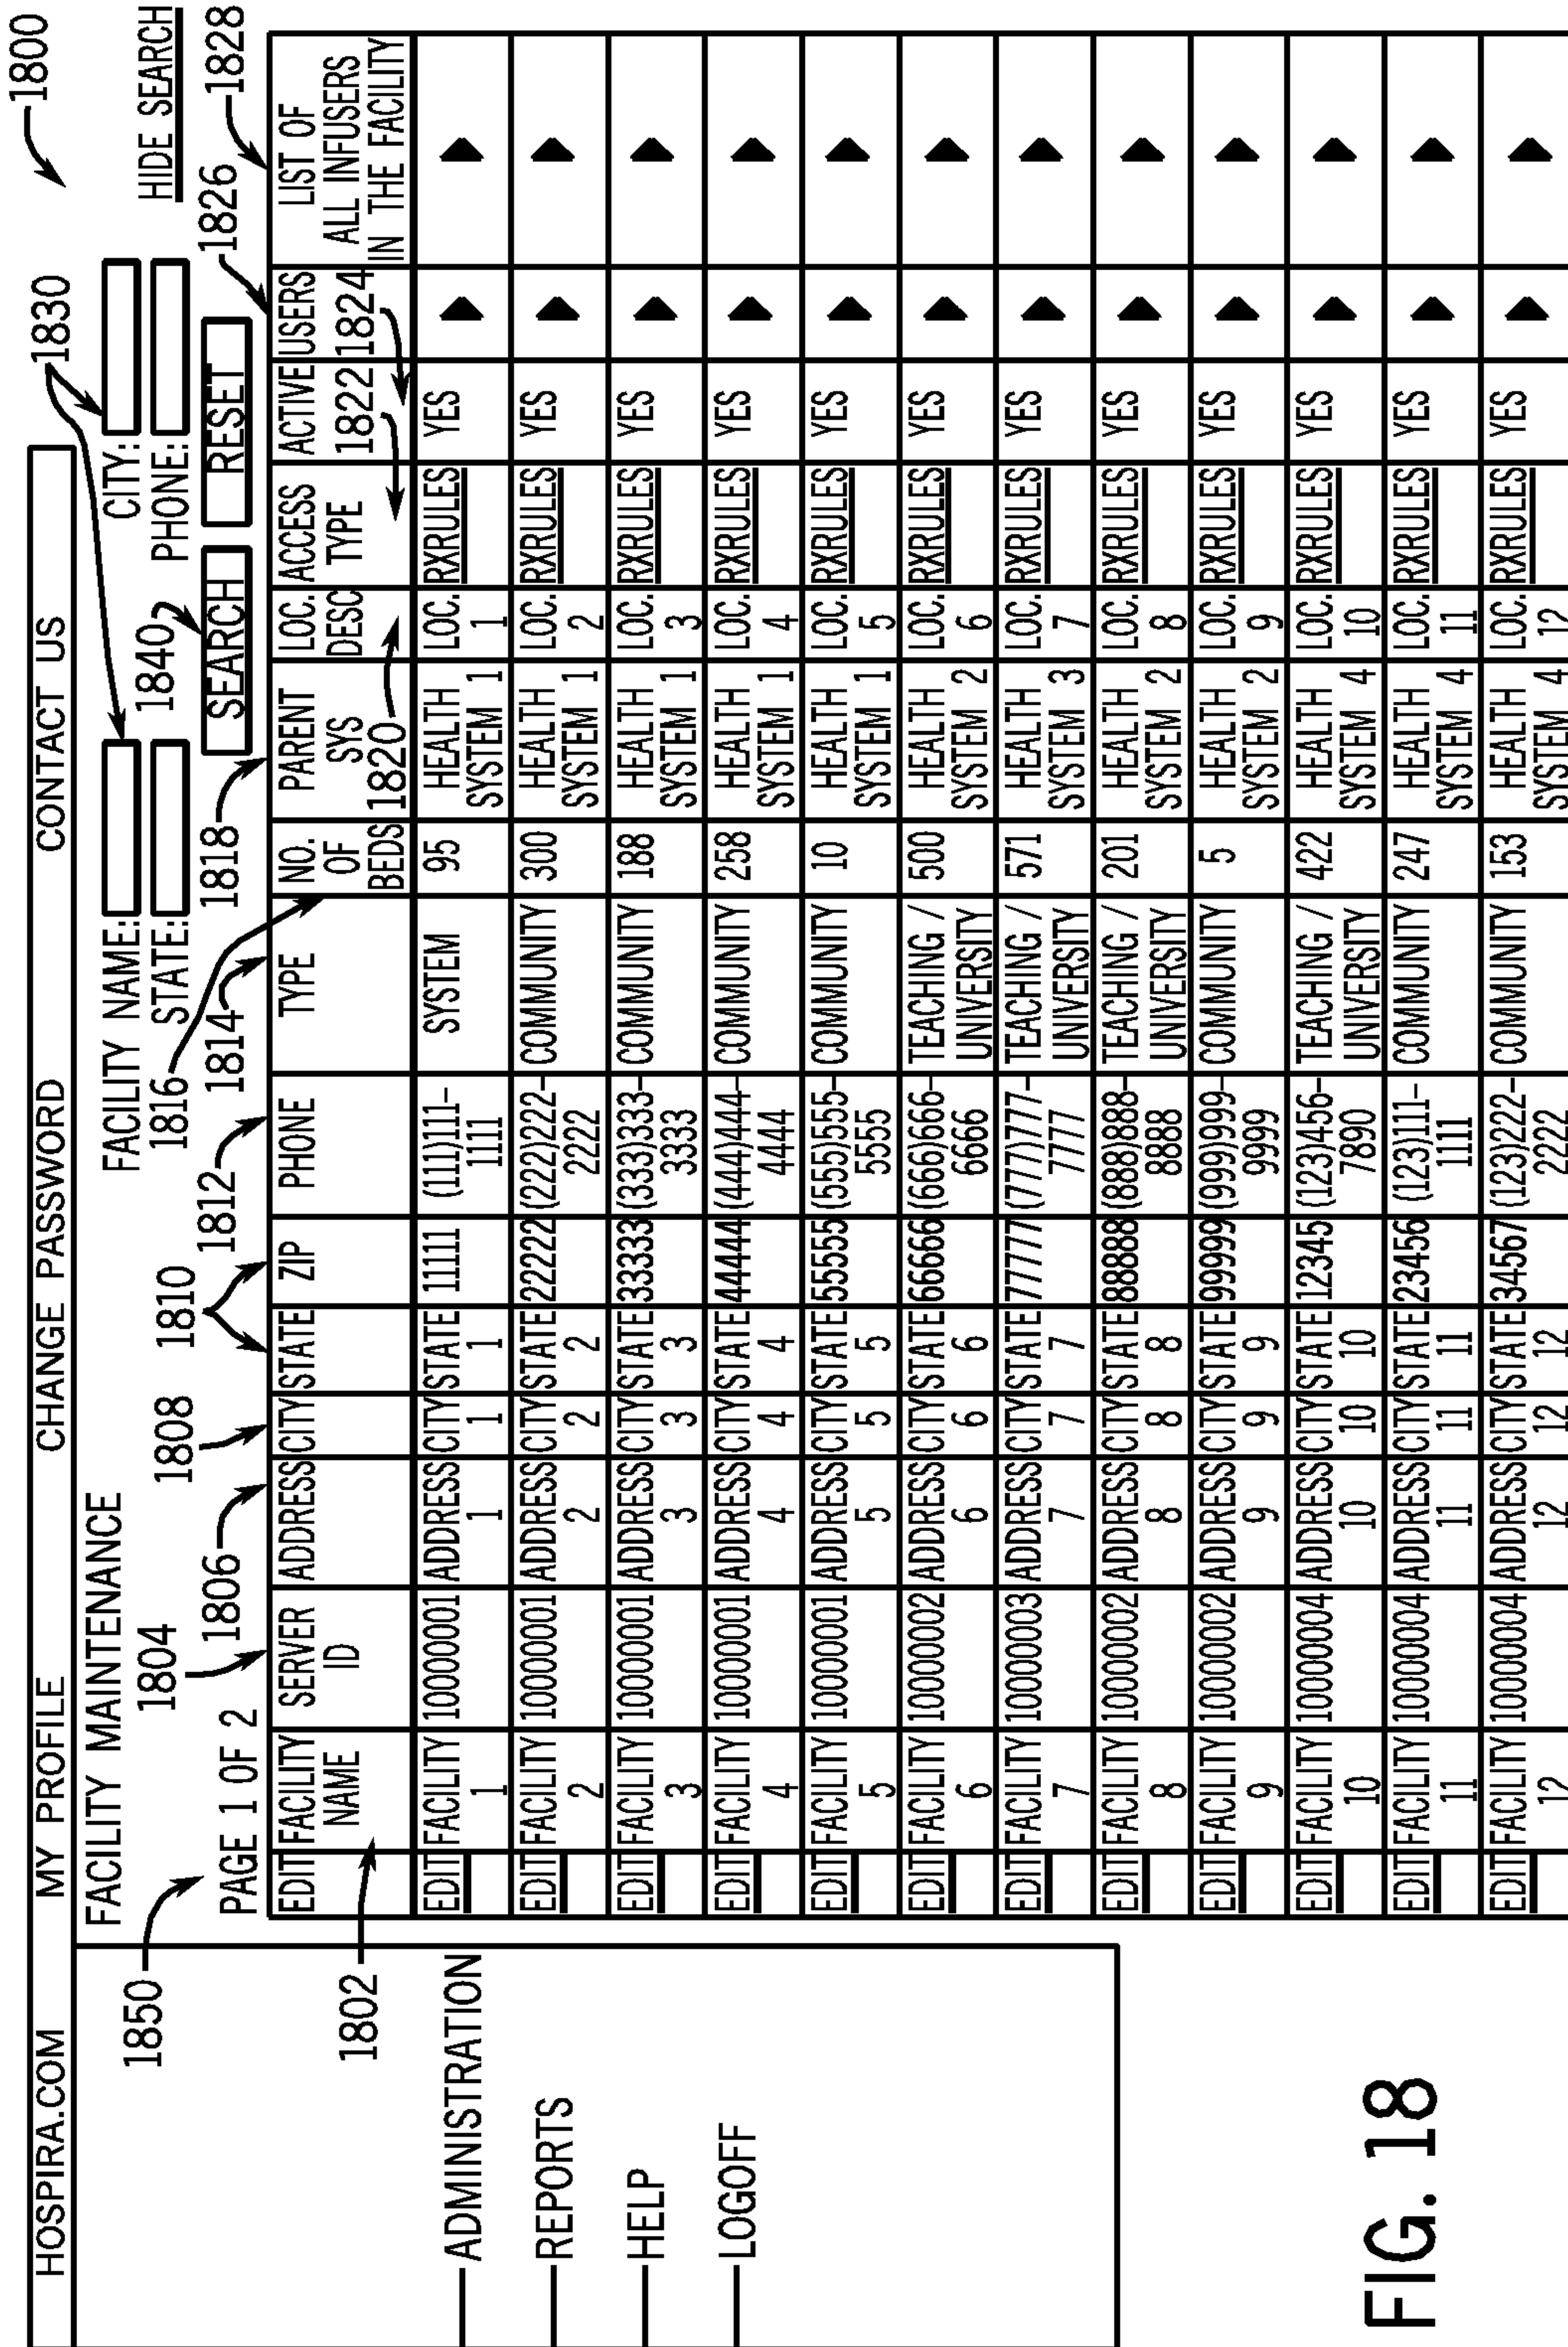 HOSPIRA.COM MY PROFILE CHANGE PASSWORD CONTACT US
1800
FACILITY MAINTENANCE
FACILITY NAME: CITY:
STATE: PHONE:
HIDE SEARCH
SEARCH RESET
PAGE 1 OF 2
1850
1802
1804
1806
1808
1810
1812
1814
1816
1818
1820
1822
1824
1826
1828
1830
1840
ADMINISTRATION
REPORTS
HELP
LOGOFF
EDIT FACILITY NAME SERVER ID ADDRESS CITY STATE ZIP PHONE TYPE NO. OF BEDS PARENT SYS LOC. DESC ACCESS TYPE ACTIVE USERS LIST OF ALL INFUSERS IN THE FACILITY
EDIT FACILITY 1 10000001 ADDRESS 1 CITY 1 STATE 1 11111 (111)111-1111 SYSTEM 95 HEALTH SYSTEM 1 LOC. 1 RXRULES YES
EDIT FACILITY 2 10000001 ADDRESS 2 CITY 2 STATE 2 22222 (222)222-2222 COMMUNITY 300 HEALTH SYSTEM 1 LOC. 2 RXRULES YES
EDIT FACILITY 3 10000001 ADDRESS 3 CITY 3 STATE 3 33333 (333)333-3333 COMMUNITY 188 HEALTH SYSTEM 1 LOC. 3 RXRULES YES
EDIT FACILITY 4 10000001 ADDRESS 4 CITY 4 STATE 4 44444 (444)444-4444 COMMUNITY 258 HEALTH SYSTEM 1 LOC. 4 RXRULES YES
EDIT FACILITY 5 10000001 ADDRESS 5 CITY 5 STATE 5 55555 (555)555-5555 COMMUNITY 10 HEALTH SYSTEM 1 LOC. 5 RXRULES YES
EDIT FACILITY 6 10000002 ADDRESS 6 CITY 6 STATE 6 66666 (666)666-6666 TEACHING / UNIVERSITY 500 HEALTH SYSTEM 2 LOC. 6 RXRULES YES
EDIT FACILITY 7 10000003 ADDRESS 7 CITY 7 STATE 7 77777 (777)777-7777 TEACHING / UNIVERSITY 571 HEALTH SYSTEM 3 LOC. 7 RXRULES YES
EDIT FACILITY 8 10000002 ADDRESS 8 CITY 8 STATE 8 88888 (888)888-8888 TEACHING / UNIVERSITY 201 HEALTH SYSTEM 2 LOC. 8 RXRULES YES
EDIT FACILITY 9 10000002 ADDRESS 9 CITY 9 STATE 9 99999 (999)999-9999 COMMUNITY 5 HEALTH SYSTEM 2 LOC. 9 RXRULES YES
EDIT FACILITY 10 10000004 ADDRESS 10 CITY 10 STATE 10 12345 (123)456-7890 TEACHING / UNIVERSITY 422 HEALTH SYSTEM 4 LOC. 10 RXRULES YES
EDIT FACILITY 11 10000004 ADDRESS 11 CITY 11 STATE 11 23456 (123)111-1111 COMMUNITY 247 HEALTH SYSTEM 4 LOC. 11 RXRULES YES
EDIT FACILITY 12 10000004 ADDRESS 12 CITY 12 STATE 12 34567 (123)222-2222 COMMUNITY 153 HEALTH SYSTEM 4 LOC. 12 RXRULES YES
FIG. 18